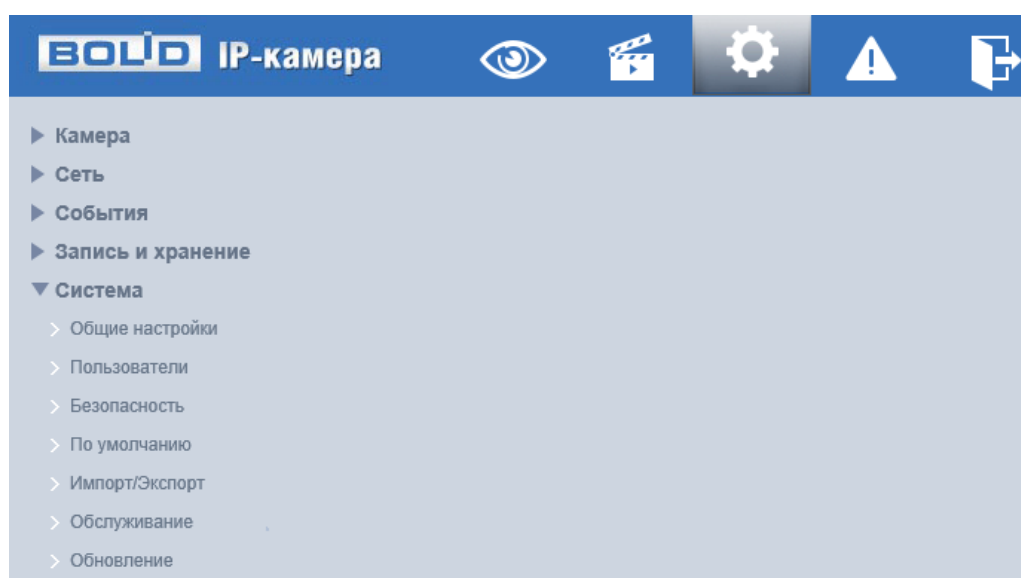 BOLID IP-камера
Камера
Сеть
События
Запись и хранение
Система
Общие настройки
Пользователи
Безопасность
По умолчанию
Импорт/Экспорт
Обслуживание
Обновление